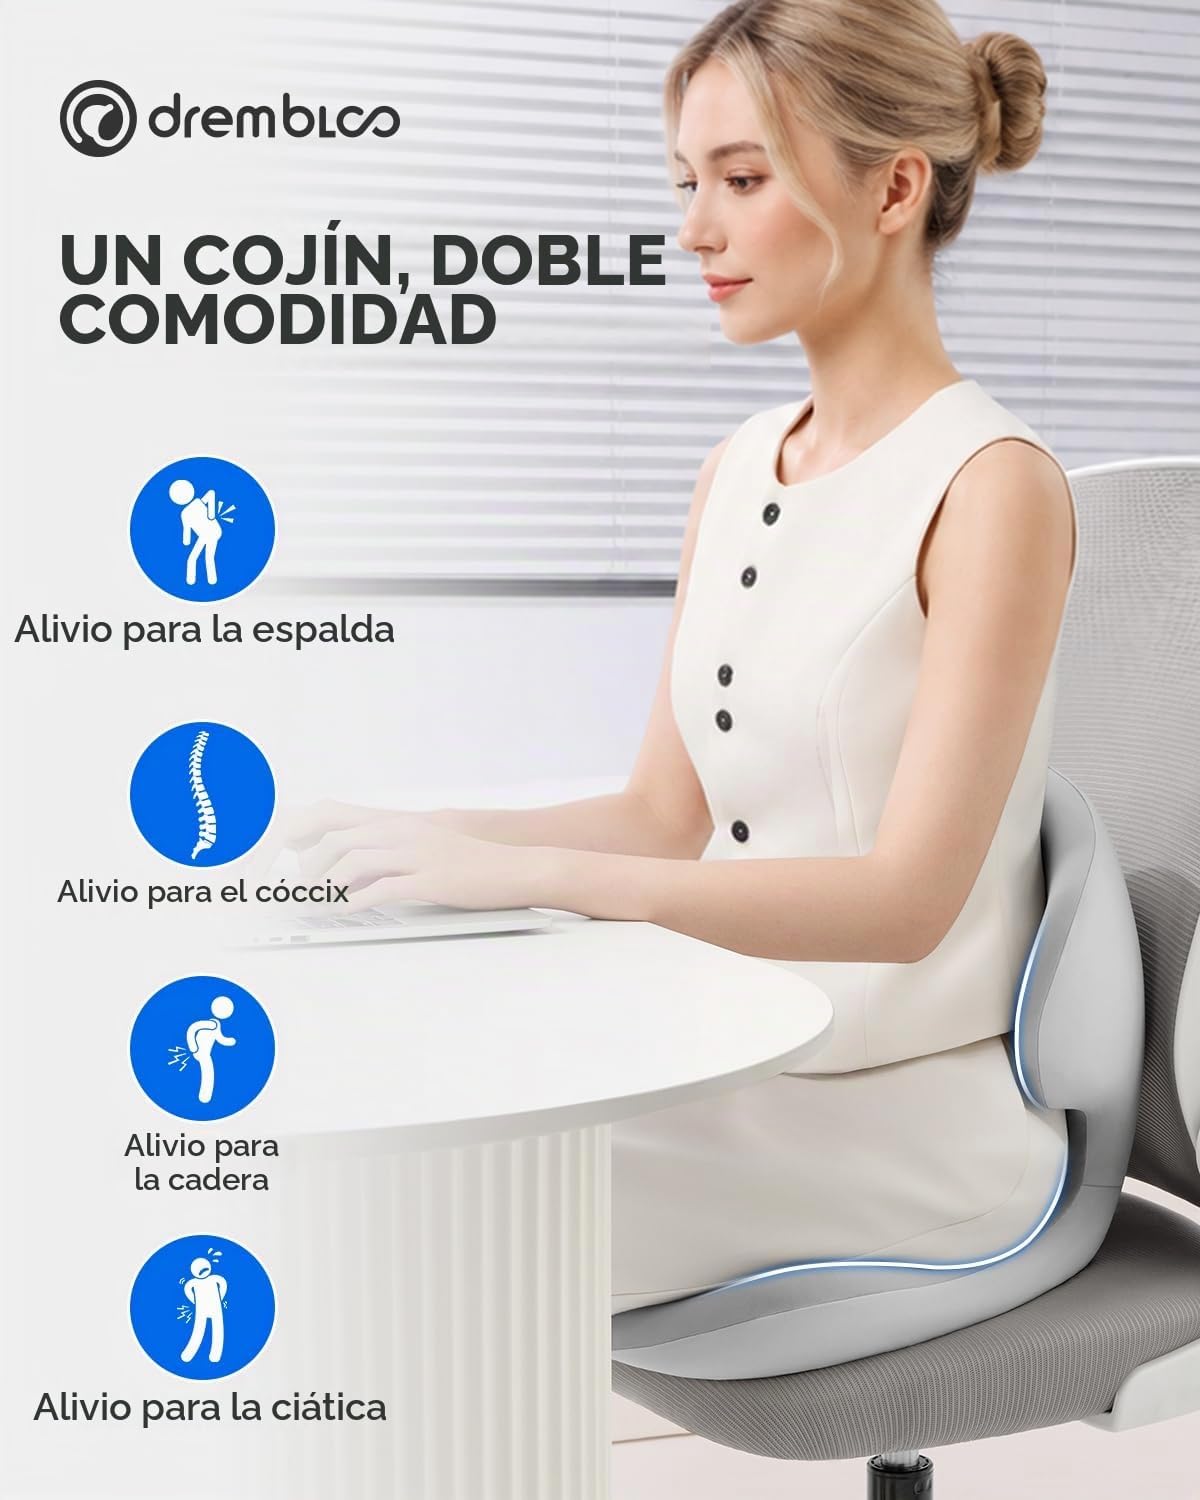 drembloo
UN COJÍN, DOBLE
COMODIDAD
Alivio para la espalda
Alivio para el cóccix
Alivio para
la cadera
Alivio para la ciática